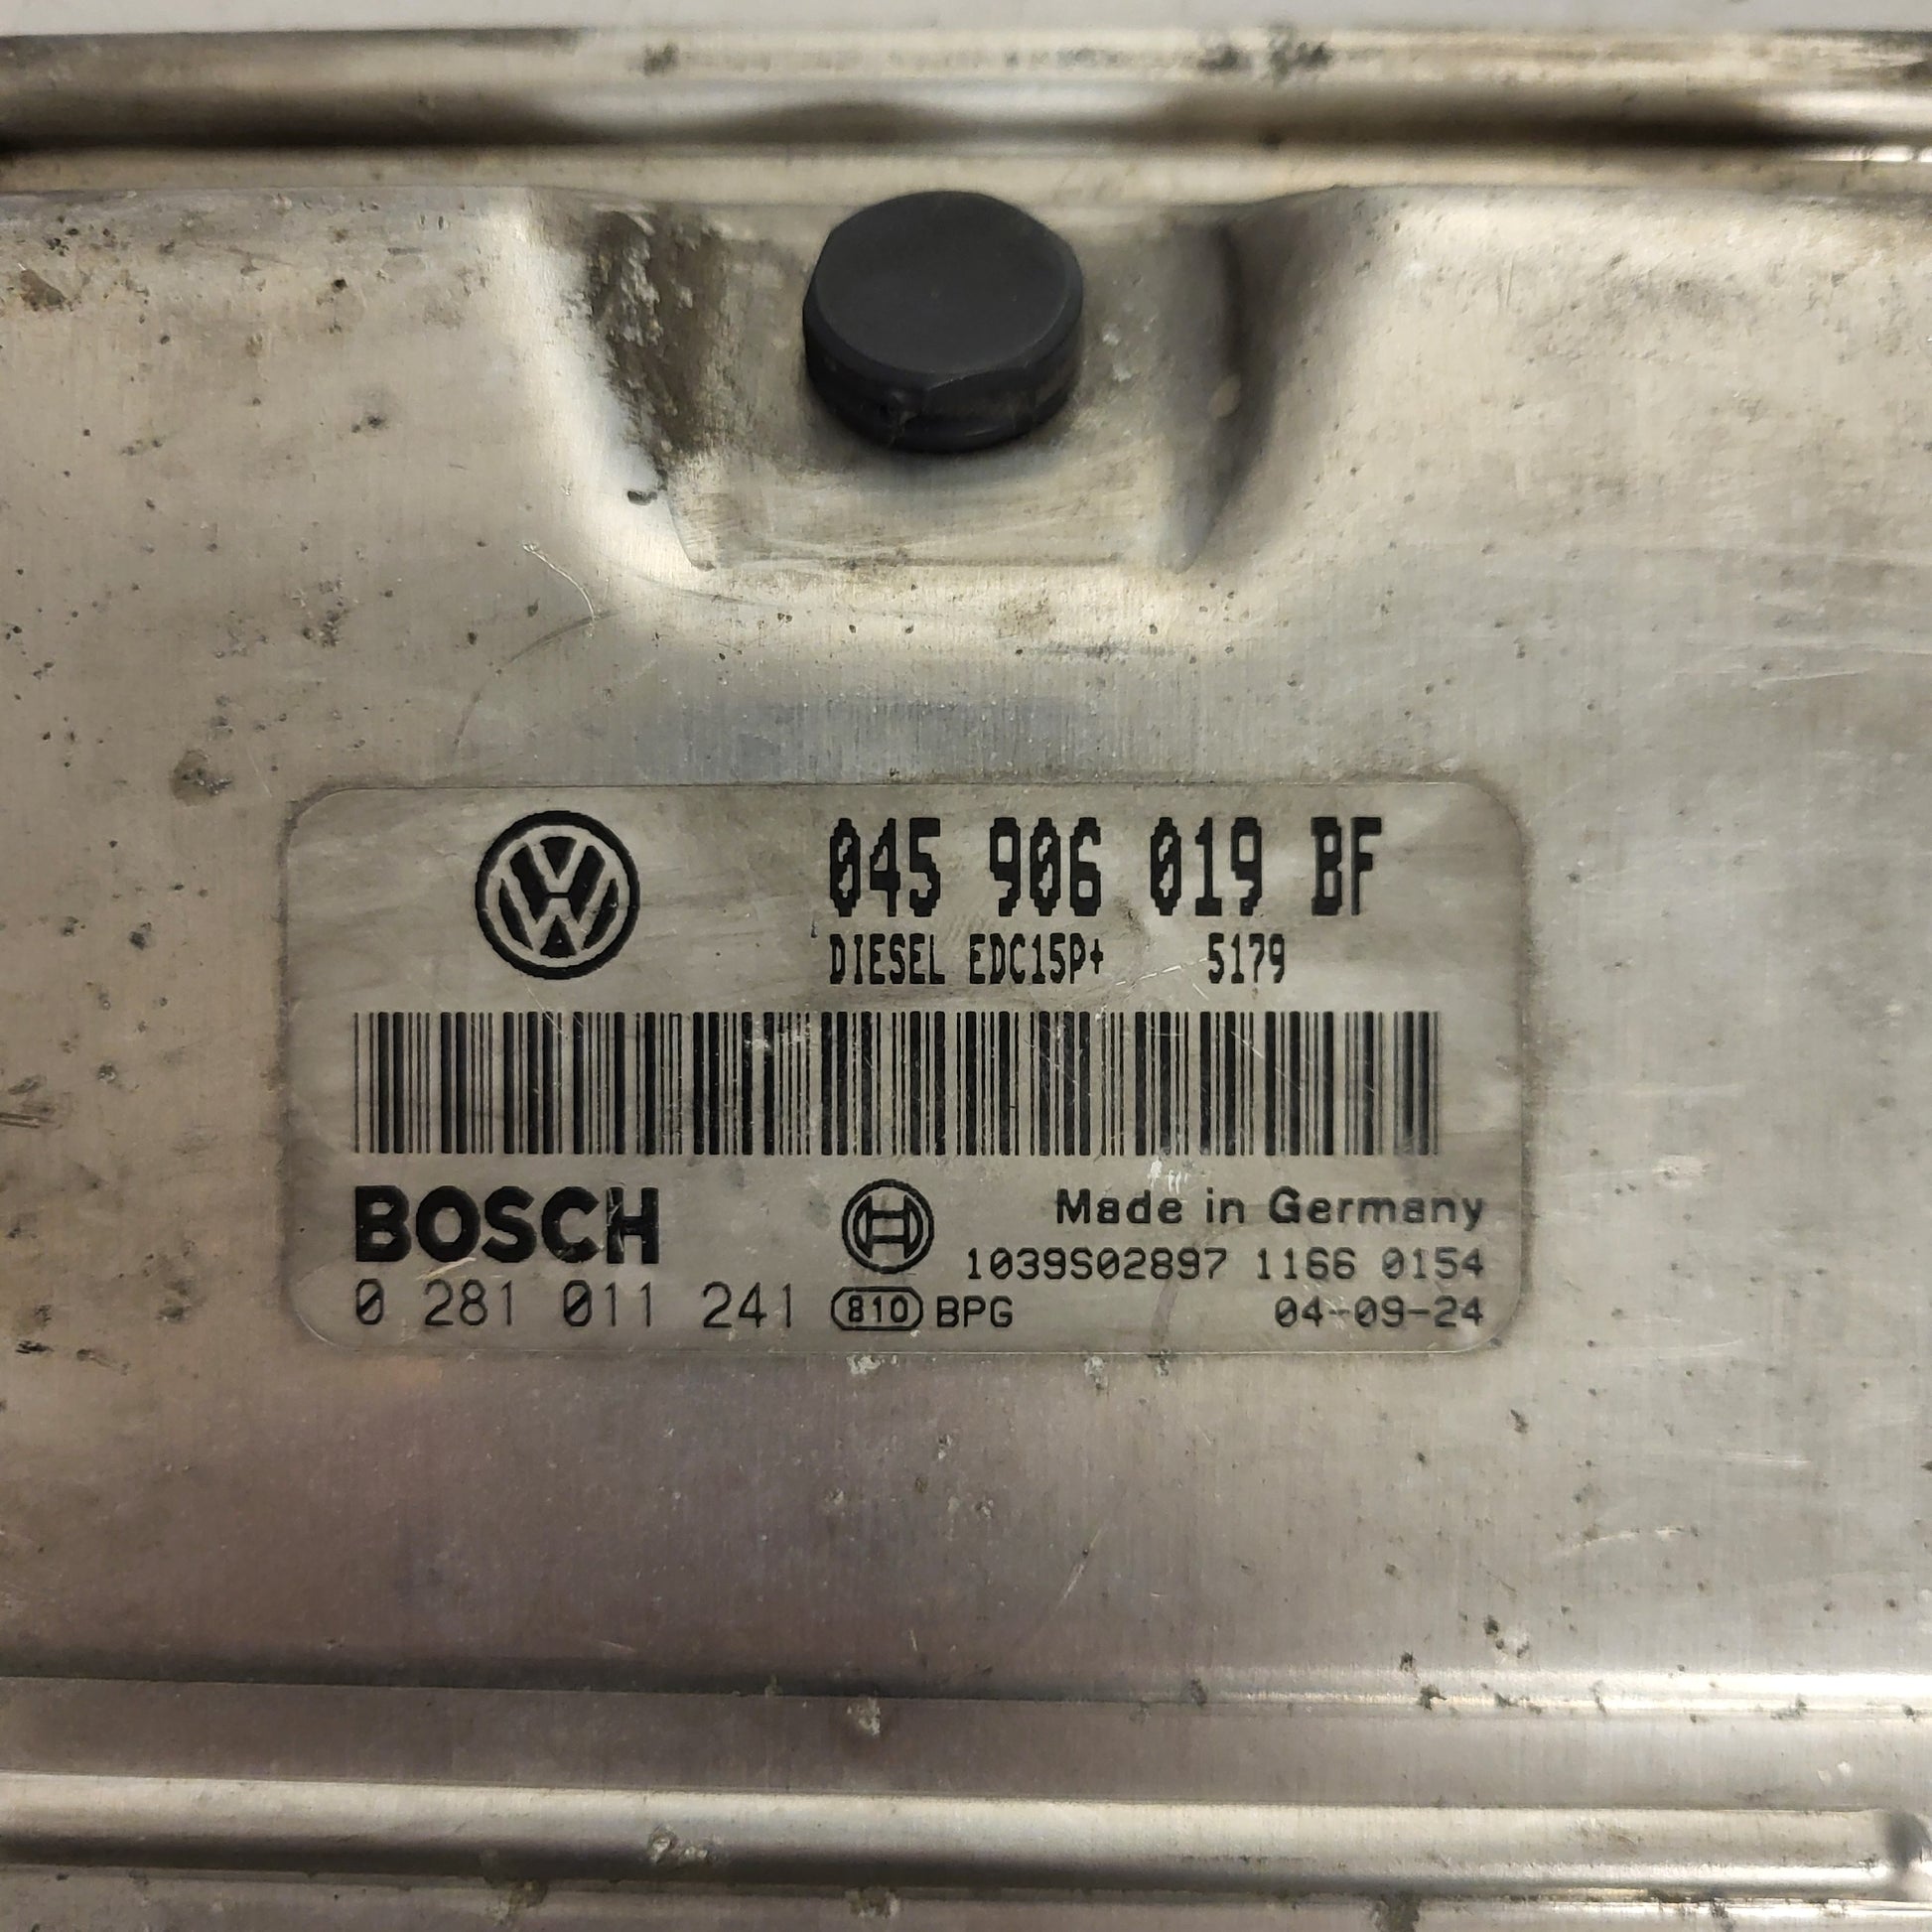 045 906 019 BF
DIESEL EDC15P+ 5179
BOSCH
Made in Germany
1039S02897 1166 0154
0 281 011 241 810 BPG 04-09-24